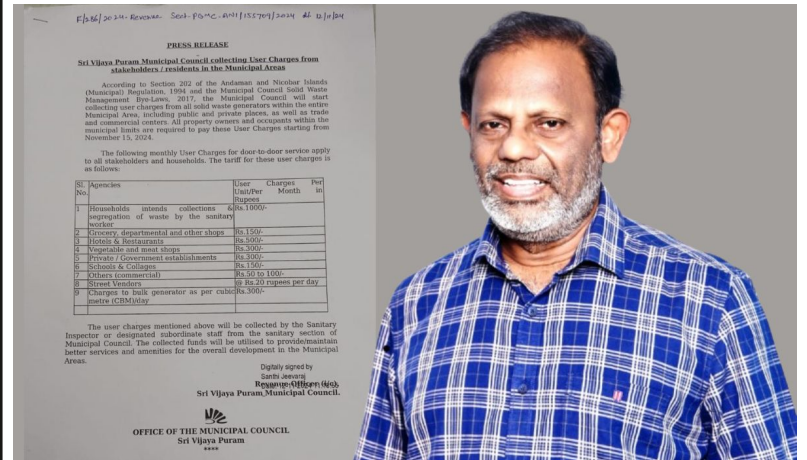 F/286/2024-Revenue Sect-PBMC-ANI/155709/2024 dt 12/11/24
PRESS RELEASE
Sri Vijaya Puram Municipal Council collecting User Charges from
stakeholders / residents in the Municipal Areas
According to Section 202 of the Andaman and Nicobar Islands
(Municipal) Regulation, 1994 and the Municipal Council Solid Waste
Management Bye-Laws, 2017, the Municipal Council will start
collecting user charges from all solid waste generators within the entire
Municipal Area, including public and private places, as well as trade
and commercial centers. All property owners and occupants within the
municipal limits are required to pay these User Charges starting from
November 15, 2024.
The following monthly User Charges for door-to-door service apply
to all stakeholders and households. The tariff for these user charges is
as follows:
Sl. No. Agencies User Charges Per Unit/Per Month in Rupees
1 Households intends collections & segregation of waste by the sanitary worker Rs.1000/-
2 Grocery, departmental and other shops Rs.150/-
3 Hotels & Restaurants Rs.500/-
4 Vegetable and meat shops Rs.300/-
5 Private / Government establishments Rs.300/-
6 Schools & Collages Rs.150/-
7 Others (commercial) Rs.50 to 100/-
8 Street Vendors @ Rs.20 rupees per day
9 Charges to bulk generator as per cubic metre (CBM)/day Rs.300/-
The user charges mentioned above will be collected by the Sanitary
Inspector or designated subordinate staff from the sanitary section of
Municipal Council. The collected funds will be utilised to provide/maintain
better services and amenities for the overall development in the Municipal
Areas.
Digitally signed by
Santhi Jeevaraj
Revenue Officer (i/c)
Sri Vijaya Puram Municipal Council.
OFFICE OF THE MUNICIPAL COUNCIL
Sri Vijaya Puram
****